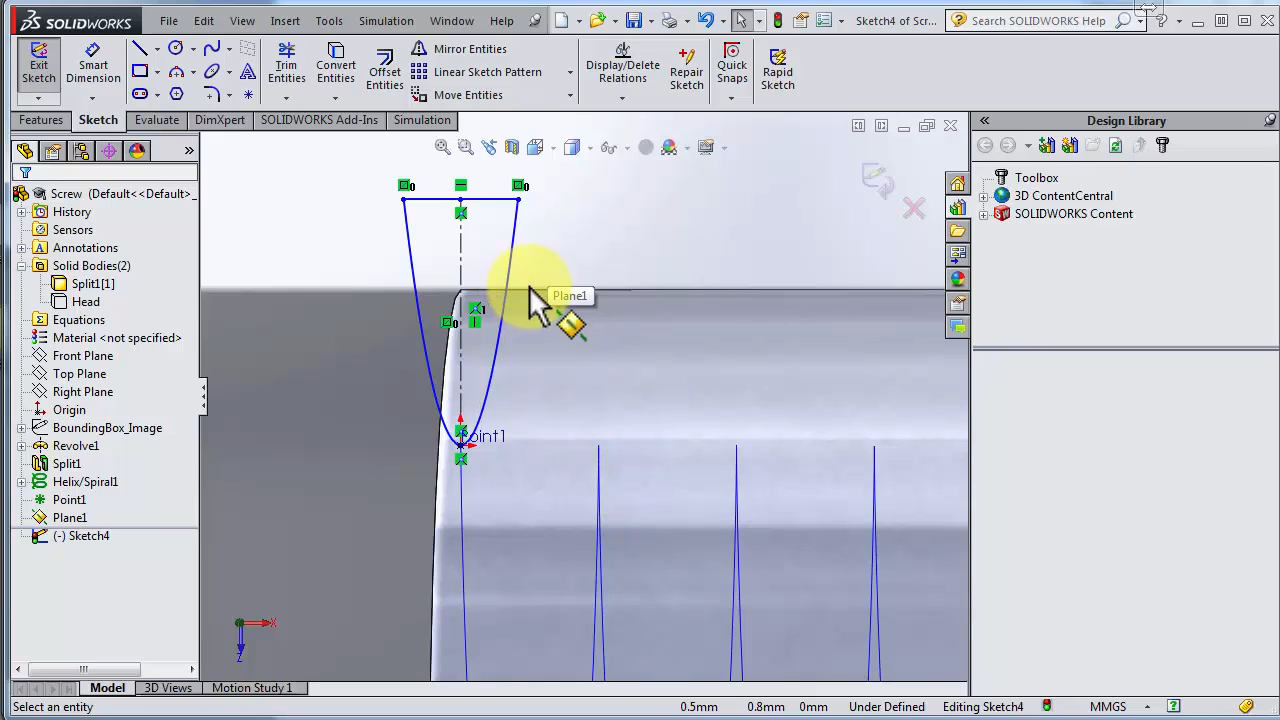 SOLIDWORKS
File
Edit
View
Insert
Tools
Simulation
Window
Help
Sketch4 of Scr...
Search SOLIDWORKS Help
Exit
Sketch
Smart
Dimension
Trim
Entities
Convert
Entities
Offset
Entities
Mirror Entities
Linear Sketch Pattern
Move Entities
Display/Delete
Relations
Repair
Sketch
Quick
Snaps
Rapid
Sketch
Features
Sketch
Evaluate
DimXpert
SOLIDWORKS Add-Ins
Simulation
Screw (Default<<Default>_
History
Sensors
Annotations
Solid Bodies(2)
Split1[1]
Head
Equations
Material <not specified>
Front Plane
Top Plane
Right Plane
Origin
BoundingBox_Image
Revolve1
Split1
Helix/Spiral1
Point1
Plane1
(-) Sketch4
0
0
Plane1
1
0
Point1
X
Z
Design Library
Toolbox
3D ContentCentral
SOLIDWORKS Content
Model
3D Views
Motion Study 1
Select an entity
0.5mm
0.8mm
0mm
Under Defined
Editing Sketch4
MMGS